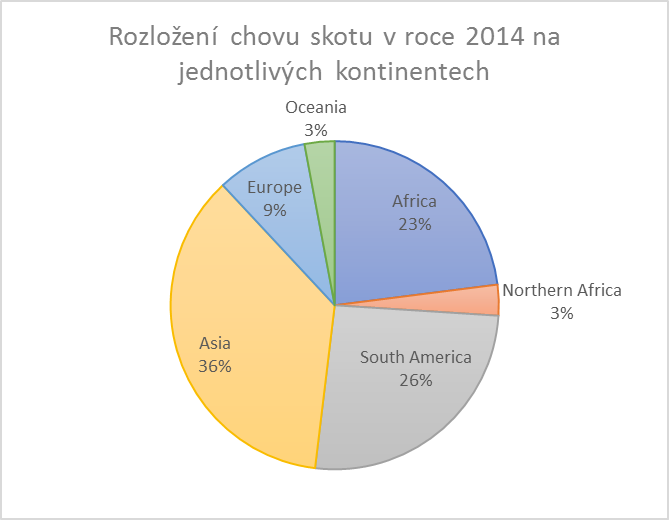 Rozložení chovu skotu v roce 2014 na
jednotlivých kontinentech
Oceania
3%
Europe
9%
Africa
23%
Northern Africa
3%
South America
26%
Asia
36%